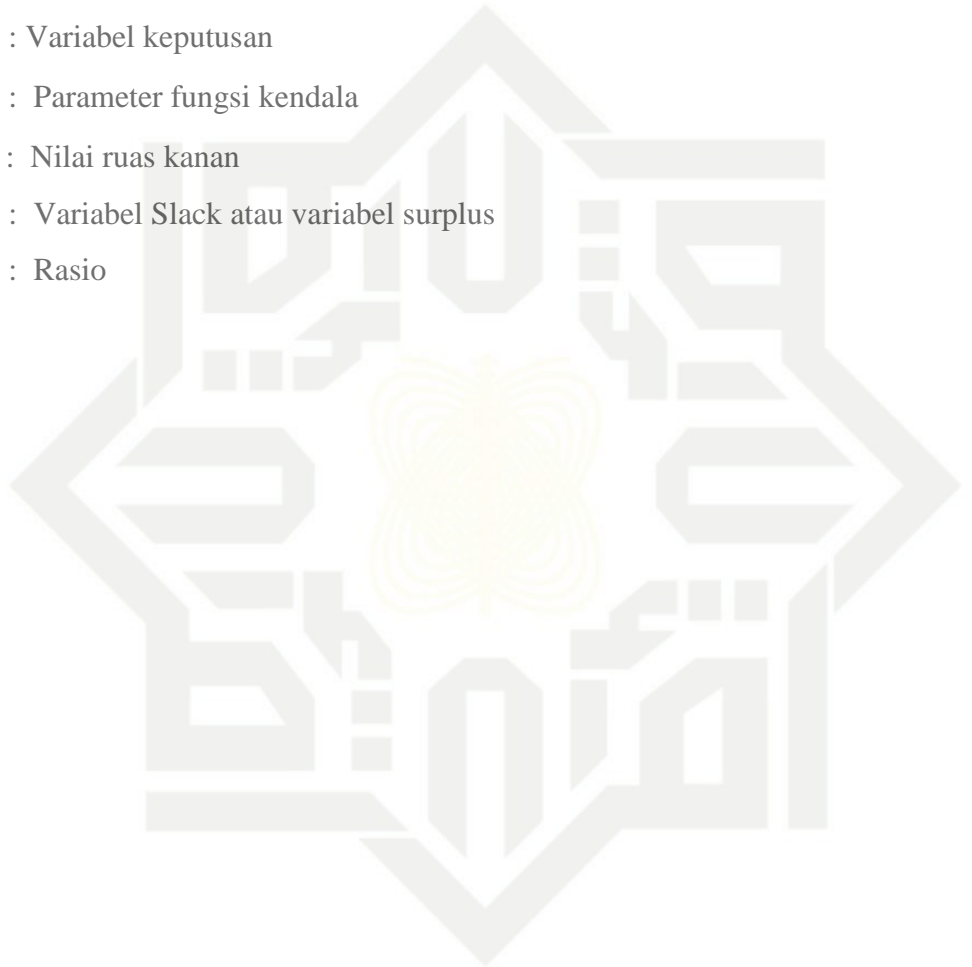 : Variabel keputusan
: Parameter fungsi kendala
: Nilai ruas kanan
: Variabel Slack atau variabel surplus
: Rasio